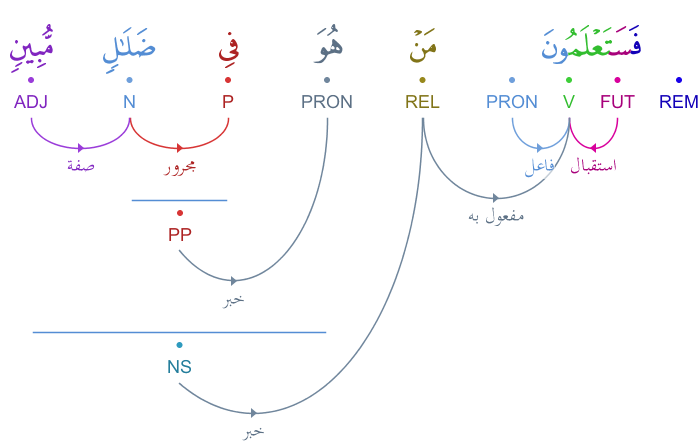 فَسَتَعْلَمُونَ مَنْ هُوَ فِي ضَلَٰلٍ مُّبِينٍ
REM FUT V PRON REL PRON P N ADJ
استقبال فاعل مجرور صفة
مفعول به
PP
خبر
NS
خبر